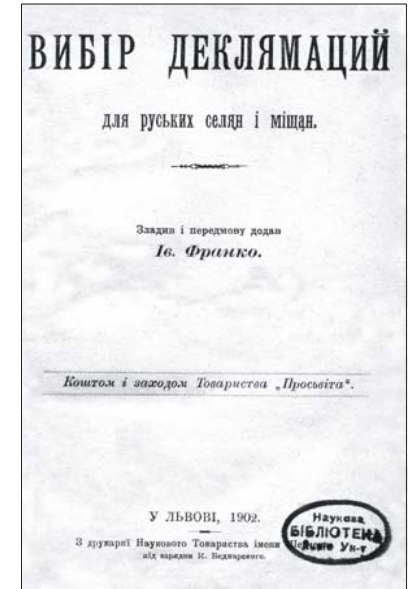 ВИБІР ДЕКЛЯМАЦИЙ
для руських селян і міщан.
Зладив і передмову додав
Ів. Франко.
Коштом і заходом Товариства „Просьвіта“.
У ЛЬВОВІ, 1902.
З друкарнї Наукового Товариства імени
під зарядом К. Беднарского.
Наукова
БІБЛІОТЕКА
Ун-т